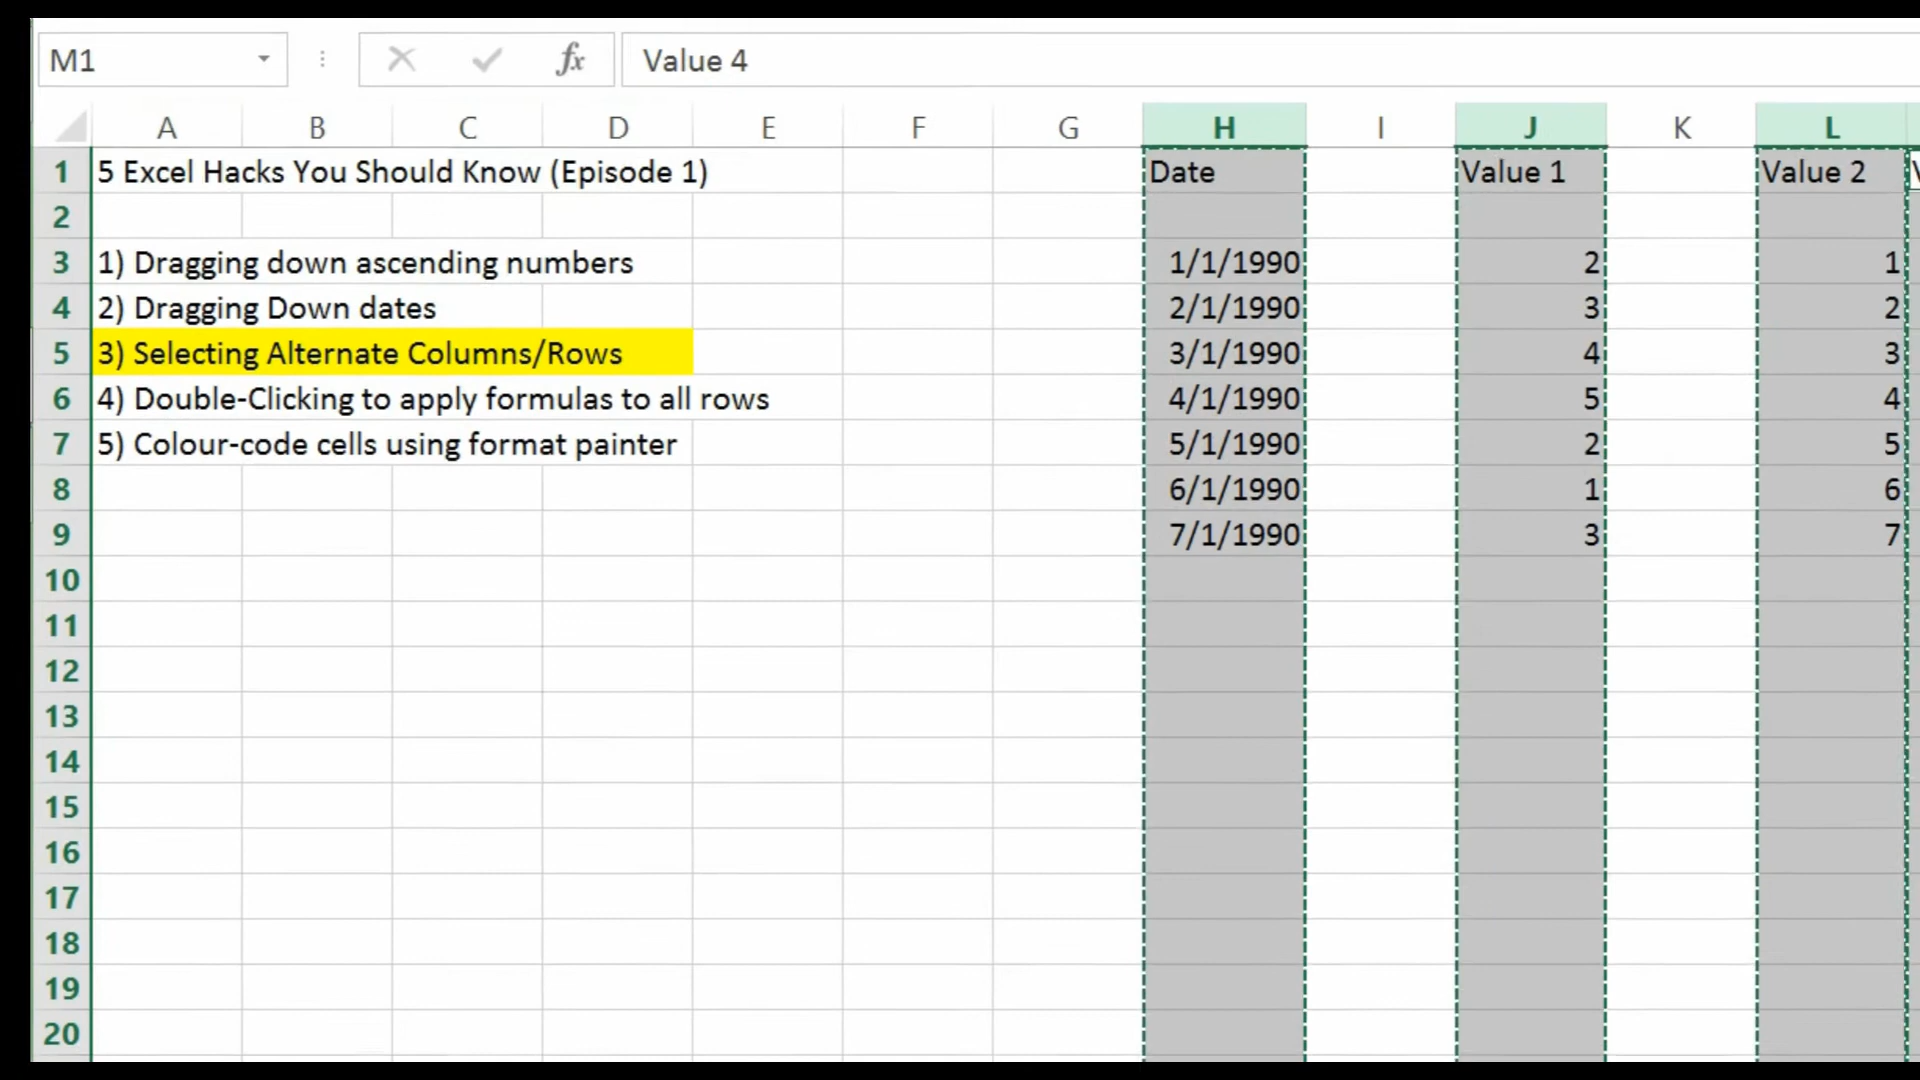 M1 fx Value 4
A B C D E F G H I J K L
1 5 Excel Hacks You Should Know (Episode 1) Date Value 1 Value 2
2
3 1) Dragging down ascending numbers 1/1/1990 2 1
4 2) Dragging Down dates 2/1/1990 3 2
5 3) Selecting Alternate Columns/Rows 3/1/1990 4 3
6 4) Double-Clicking to apply formulas to all rows 4/1/1990 5 4
7 5) Colour-code cells using format painter 5/1/1990 2 5
8 6/1/1990 1 6
9 7/1/1990 3 7
10
11
12
13
14
15
16
17
18
19
20